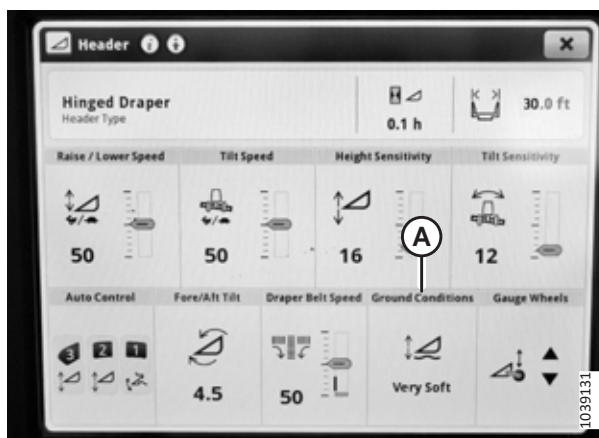 Header
Hinged Draper
Header Type
0.1 h
30.0 ft
Raise / Lower Speed
Tilt Speed
Height Sensitivity
Tilt Sensitivity
50
50
16
12
A
Auto Control
Fore/Aft Tilt
Draper Belt Speed
Ground Conditions
Gauge Wheels
3 2 1
4.5
50
Very Soft
1039131